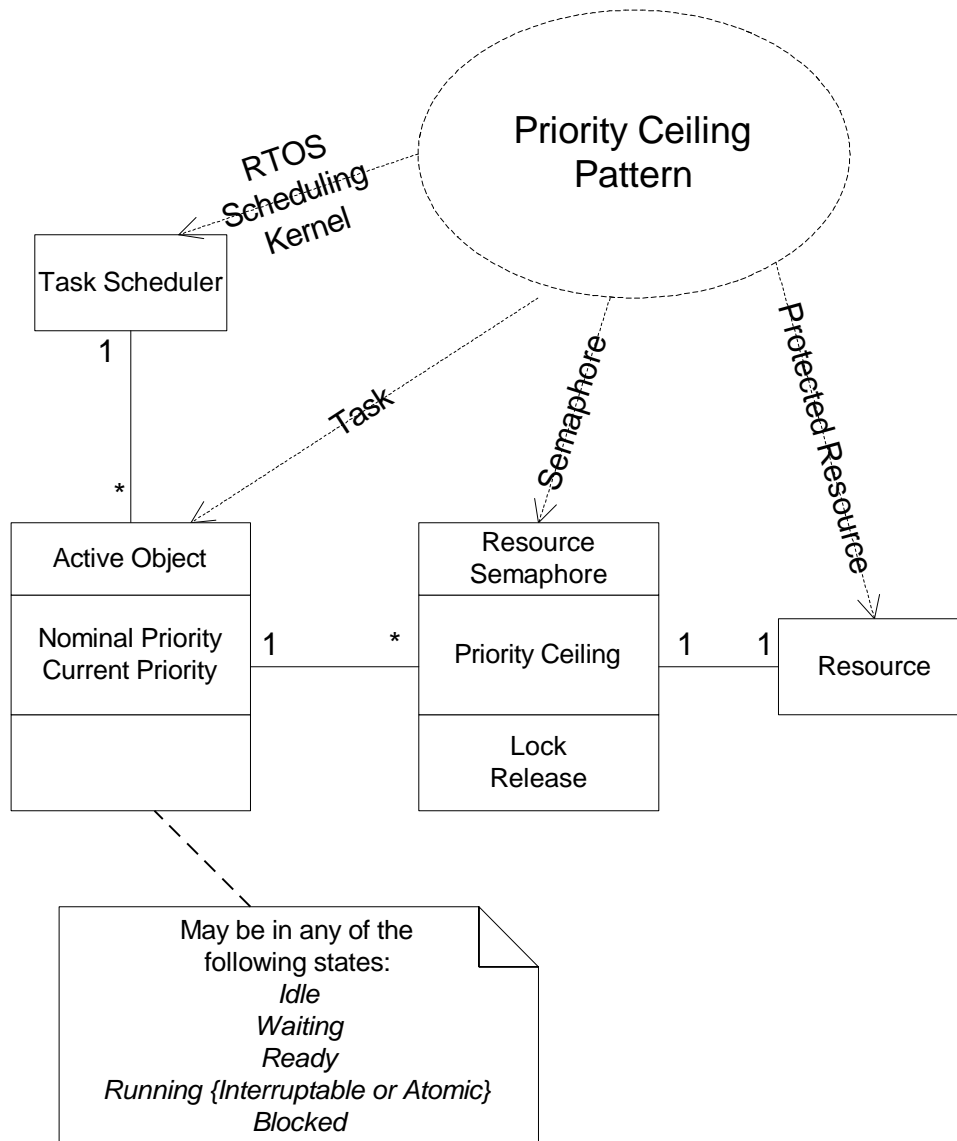 Priority Ceiling
Pattern
RTOS
Scheduling
Kernel
Task Scheduler
1
*
Task
Semaphore
Protected Resource
Active Object
Nominal Priority
Current Priority
1
*
Resource
Semaphore
Priority Ceiling
Lock
Release
1
1
Resource
May be in any of the
following states:
Idle
Waiting
Ready
Running {Interruptable or Atomic}
Blocked